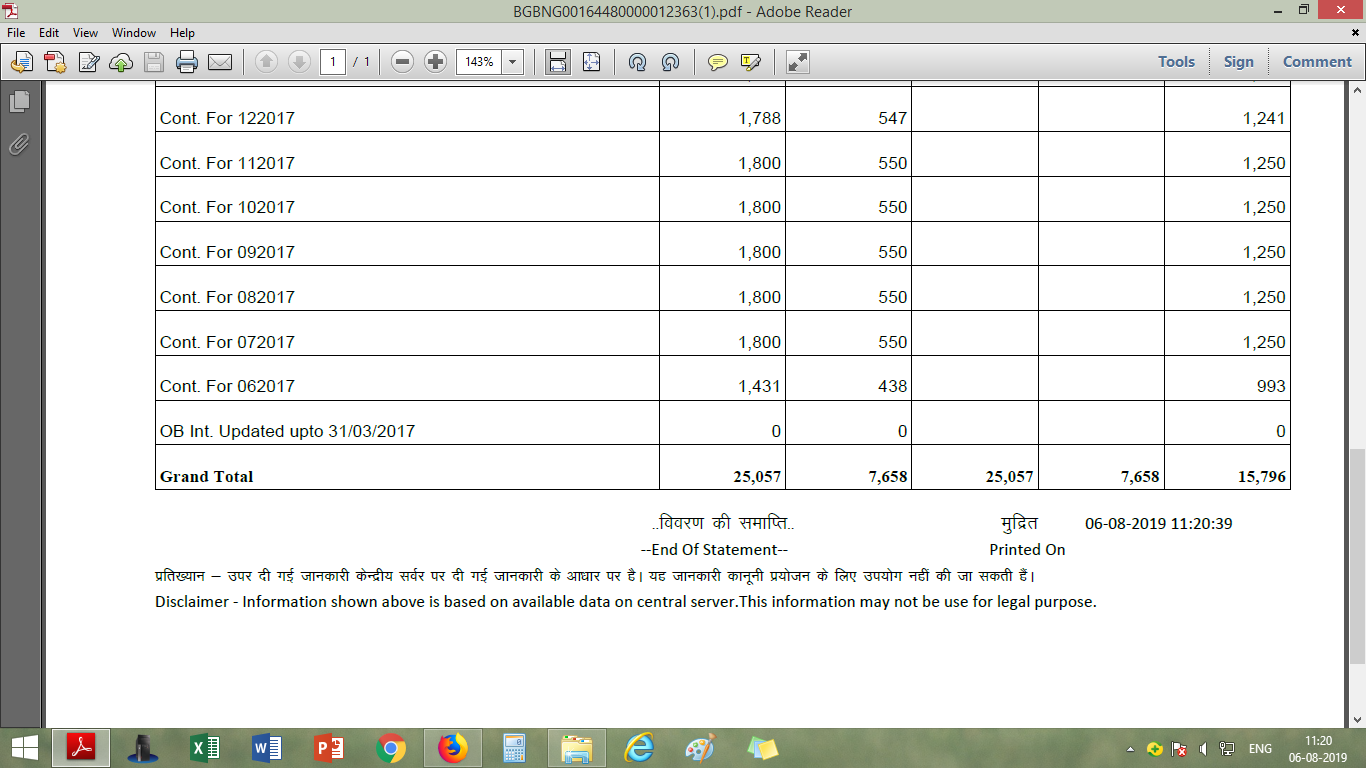 BGBNG00164480000012363(1).pdf - Adobe Reader
File Edit View Window Help
1 / 1 143% Tools Sign Comment
Cont. For 122017 1,788 547 1,241
Cont. For 112017 1,800 550 1,250
Cont. For 102017 1,800 550 1,250
Cont. For 092017 1,800 550 1,250
Cont. For 082017 1,800 550 1,250
Cont. For 072017 1,800 550 1,250
Cont. For 062017 1,431 438 993
OB Int. Updated upto 31/03/2017 0 0 0
Grand Total 25,057 7,658 25,057 7,658 15,796
..विवरण की समाप्ति.. मुद्रित 06-08-2019 11:20:39
--End Of Statement-- Printed On
प्रतिख्यान – उपर दी गई जानकारी केन्द्रीय सर्वर पर दी गई जानकारी के आधार पर है। यह जानकारी कानूनी प्रयोजन के लिए उपयोग नहीं की जा सकती हैं।
Disclaimer - Information shown above is based on available data on central server.This information may not be use for legal purpose.
ENG 11:20
06-08-2019